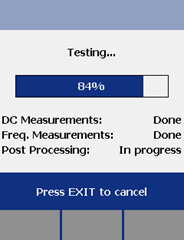 Testing...
84%
DC Measurements: Done
Freq. Measurements: Done
Post Processing: In progress
Press EXIT to cancel